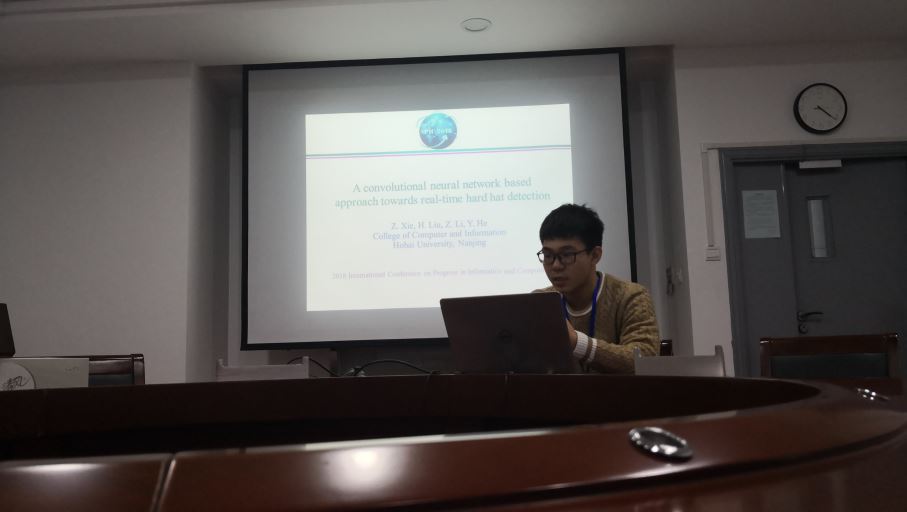 A convolutional neural network based
approach towards real-time hard hat detection
Z. Xie, H. Liu, Z. Li, Y. He
College of Computer and Information
Hohai University, Nanjing
2018 International Conference on Progress in Informatics and